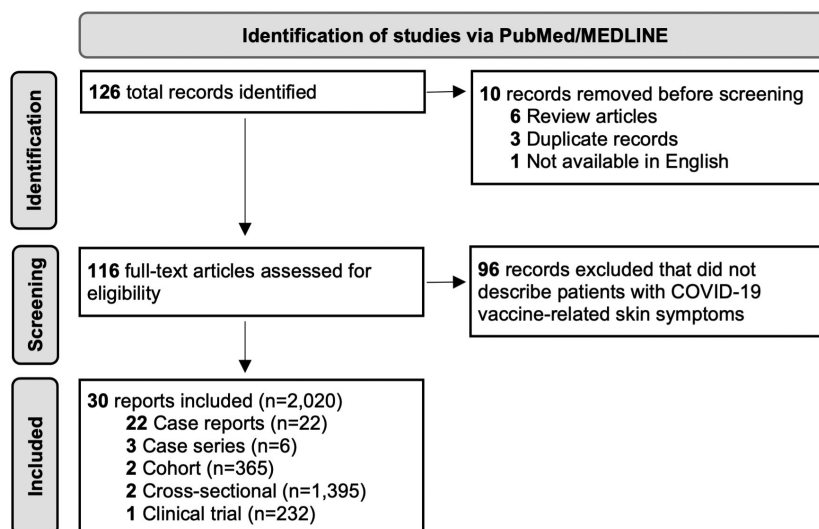 Identification of studies via PubMed/MEDLINE
Identification
126 total records identified
10 records removed before screening
6 Review articles
3 Duplicate records
1 Not available in English
Screening
116 full-text articles assessed for
eligibility
96 records excluded that did not
describe patients with COVID-19
vaccine-related skin symptoms
Included
30 reports included (n=2,020)
22 Case reports (n=22)
3 Case series (n=6)
2 Cohort (n=365)
2 Cross-sectional (n=1,395)
1 Clinical trial (n=232)